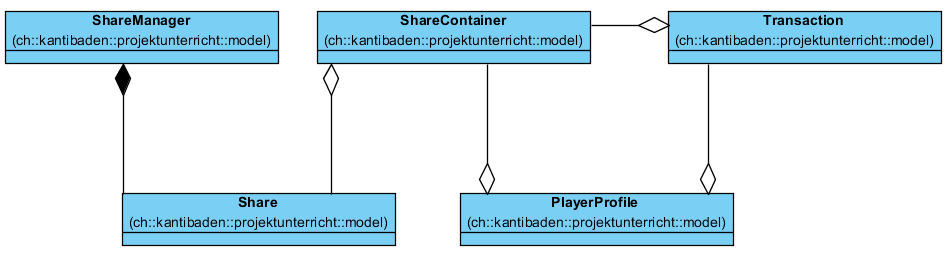 ShareManager
(ch::kantibaden::projektunterricht::model)
ShareContainer
(ch::kantibaden::projektunterricht::model)
Transaction
(ch::kantibaden::projektunterricht::model)
Share
(ch::kantibaden::projektunterricht::model)
PlayerProfile
(ch::kantibaden::projektunterricht::model)